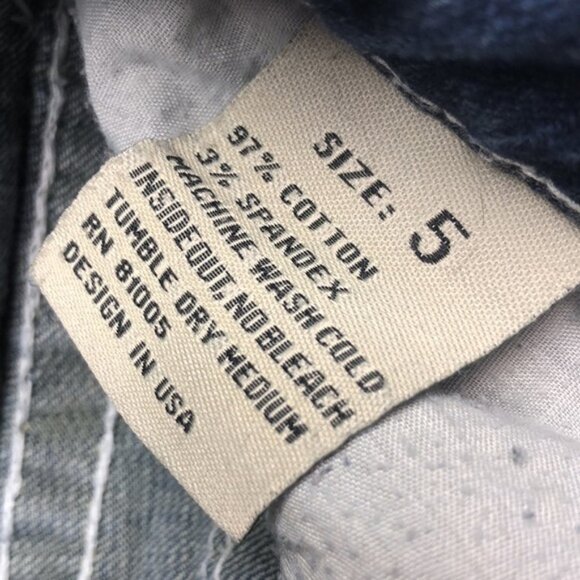 SIZE: 5
97% COTTON
3% SPANDEX
MACHINE WASH COLD
INSIDEOUT, NO BLEACH
TUMBLE DRY MEDIUM
RN 81005
DESIGN IN USA